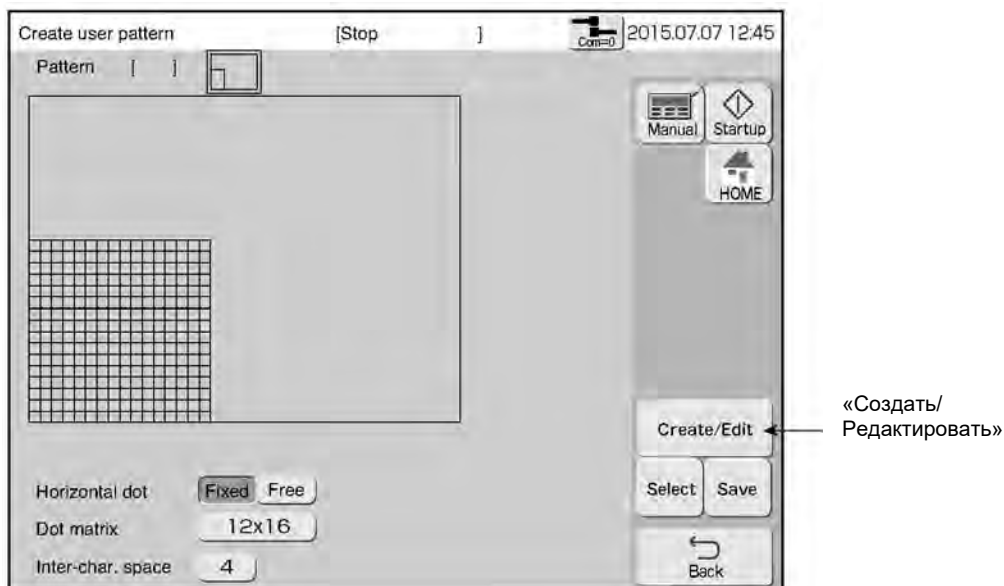 Create user pattern [Stop ] Com=0 2015.07.07 12:45
Pattern [ ]
Manual Startup
HOME
«Создать/
Create/Edit Редактировать»
Horizontal dot Fixed Free Select Save
Dot matrix 12x16
Inter-char. space 4 Back